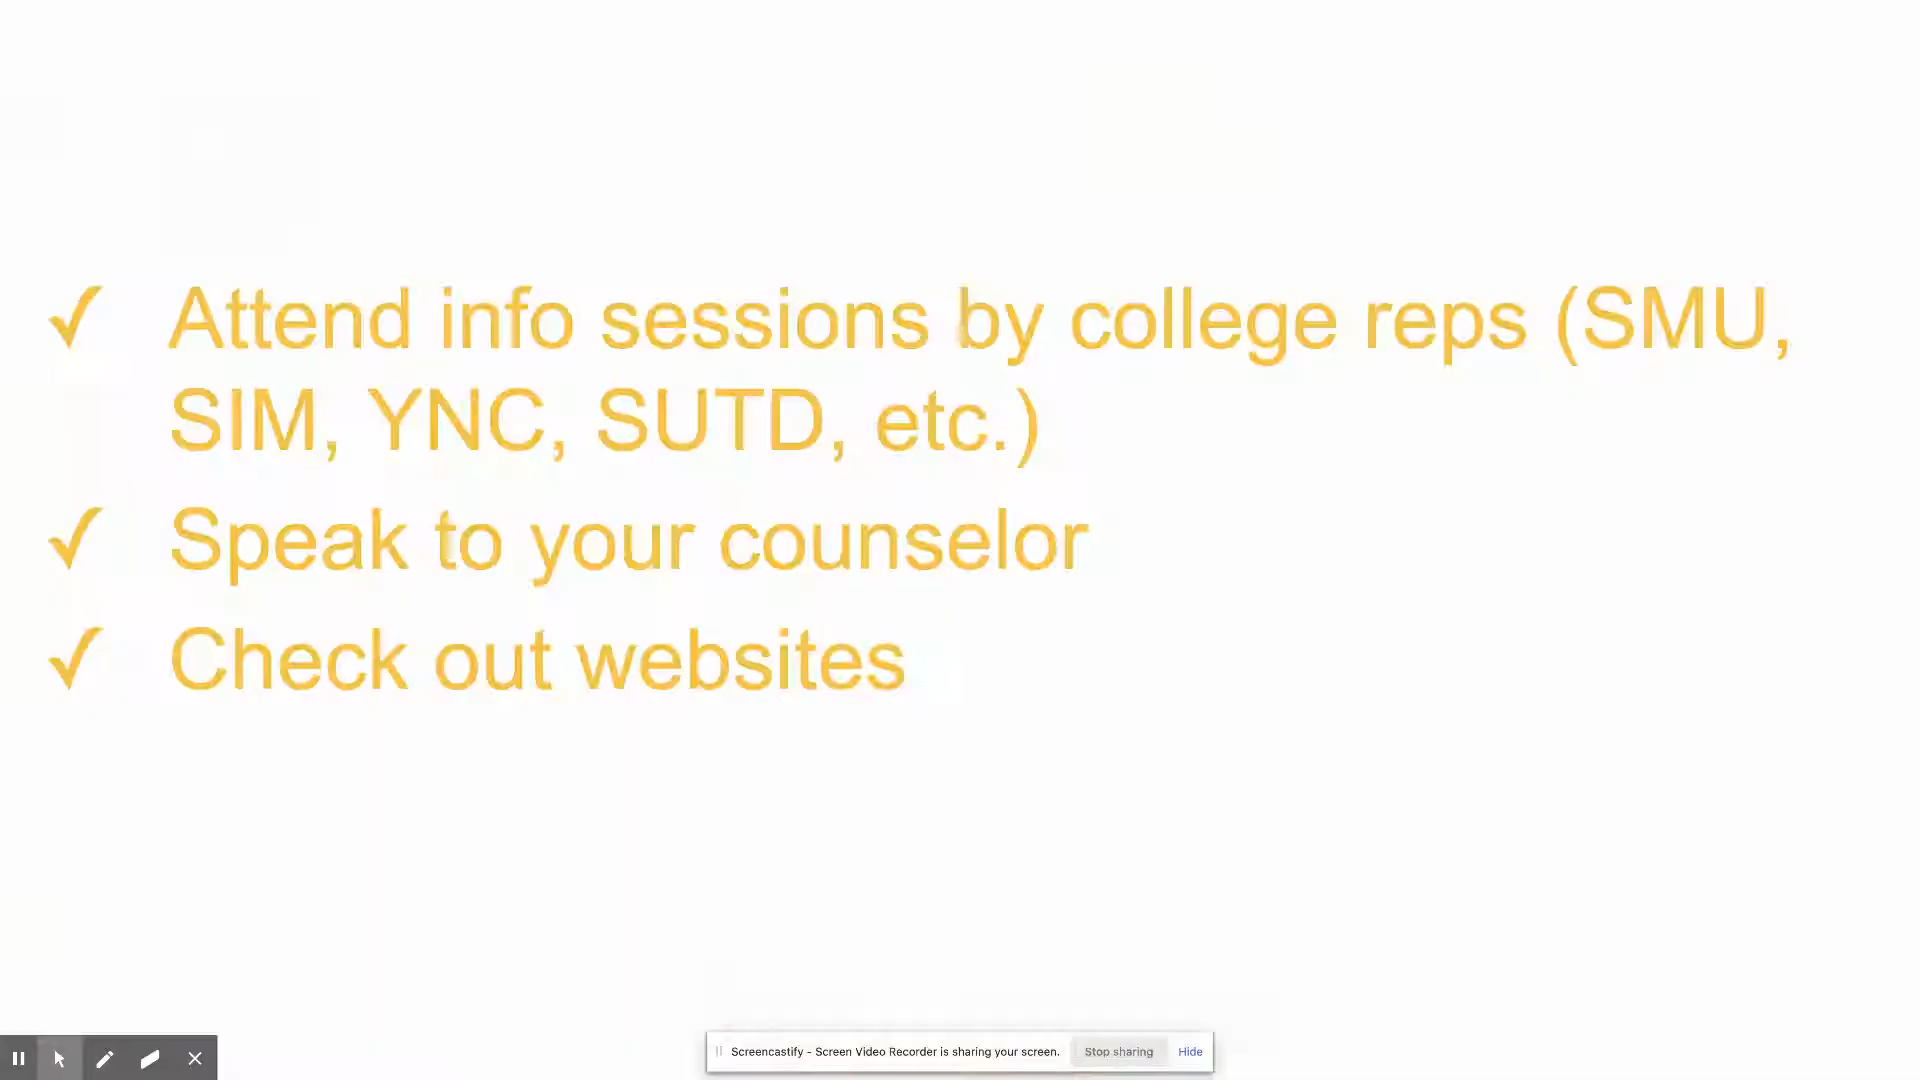 ✓ Attend info sessions by college reps (SMU,
SIM, YNC, SUTD, etc.)
✓ Speak to your counselor
✓ Check out websites
Screencastify - Screen Video Recorder is sharing your screen. Stop sharing Hide